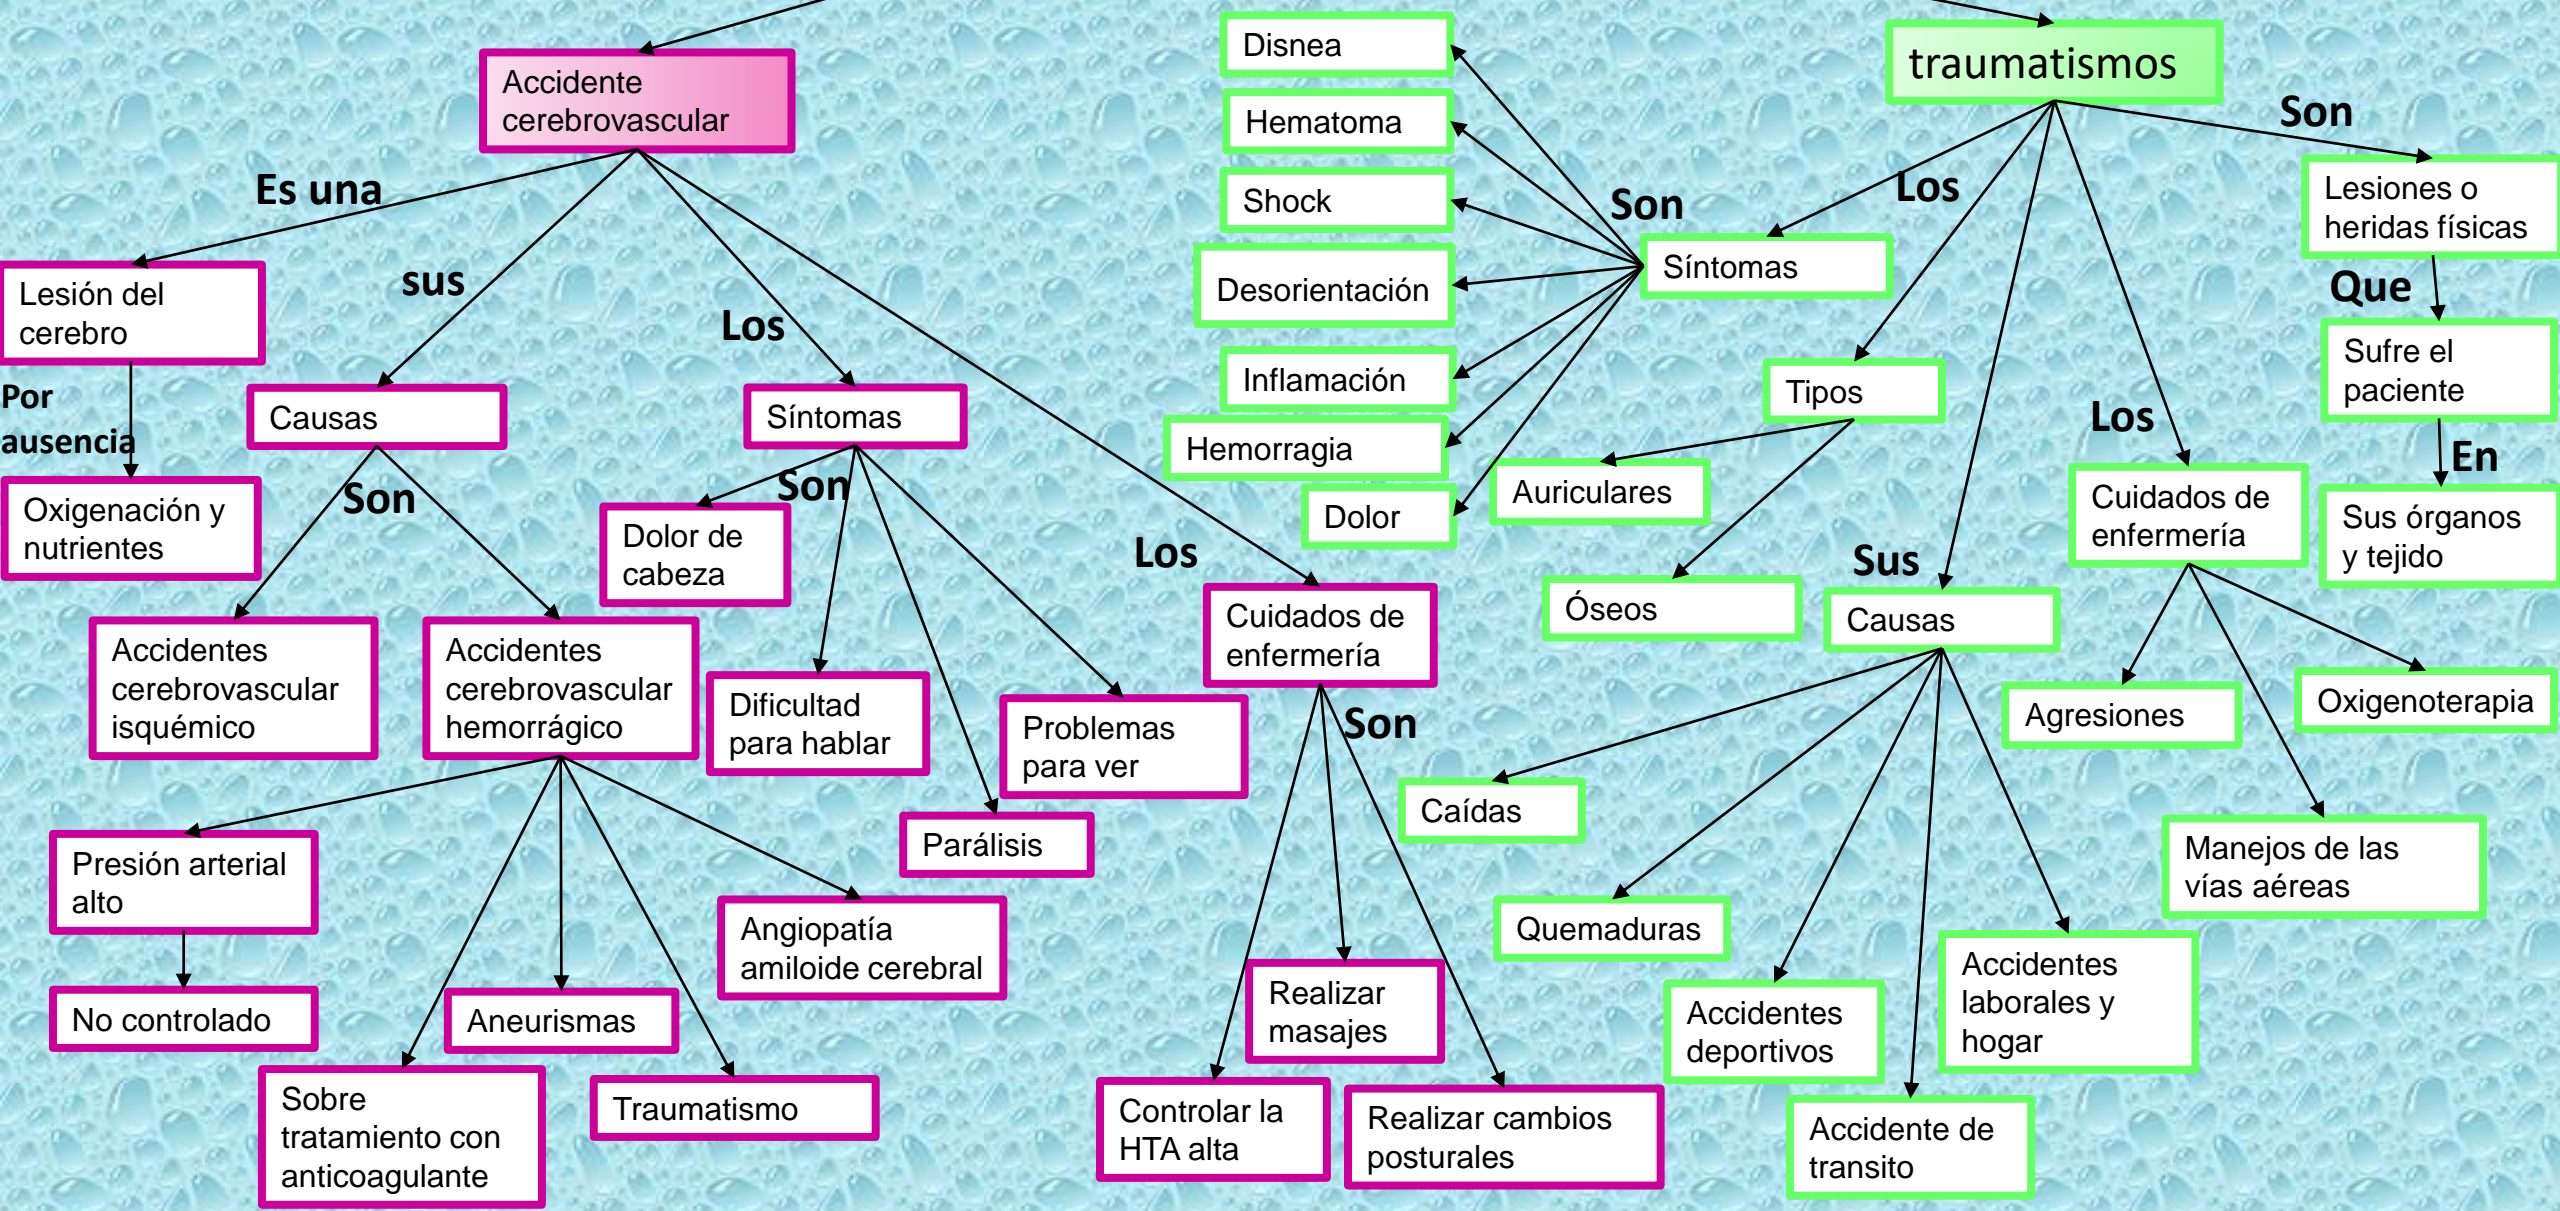 Accidente
cerebrovascular
Es una
Lesión del
cerebro
Por
ausencia
Oxigenación y
nutrientes
sus
Causas
Son
Accidentes
cerebrovascular
isquémico
Accidentes
cerebrovascular
hemorrágico
Presión arterial
alto
No controlado
Sobre
tratamiento con
anticoagulante
Aneurismas
Traumatismo
Angiopatía
amiloide cerebral
Los
Síntomas
Son
Dolor de
cabeza
Dificultad
para hablar
Parálisis
Problemas
para ver
Los
Cuidados de
enfermería
Son
Controlar la
HTA alta
Realizar
masajes
Realizar cambios
posturales
traumatismos
Los
Síntomas
Son
Disnea
Hematoma
Shock
Desorientación
Inflamación
Hemorragia
Dolor
Tipos
Auriculares
Óseos
Sus
Causas
Caídas
Quemaduras
Accidentes
deportivos
Accidente de
transito
Accidentes
laborales y
hogar
Los
Cuidados de
enfermería
Agresiones
Manejos de las
vías aéreas
Oxigenoterapia
Son
Lesiones o
heridas físicas
Que
Sufre el
paciente
En
Sus órganos
y tejido